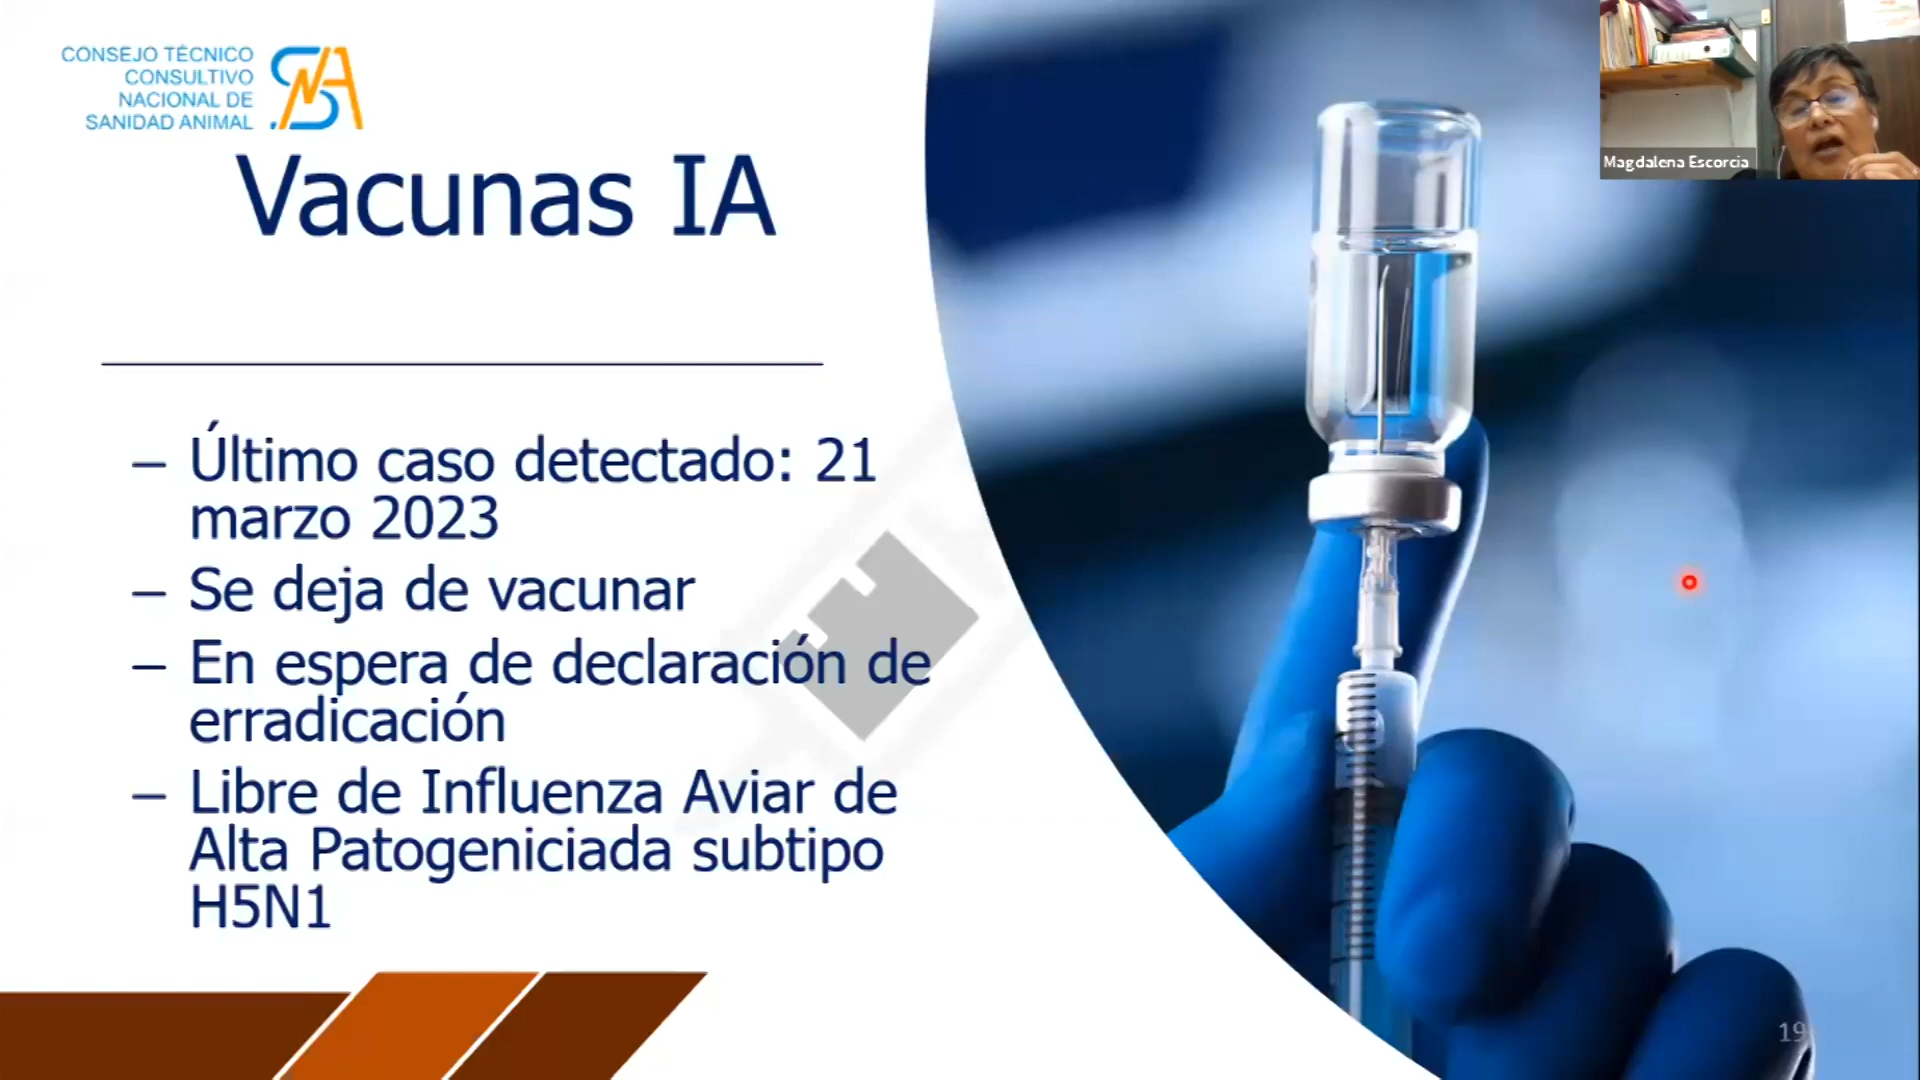 CONSEJO TÉCNICO
CONSULTIVO
NACIONAL DE
SANIDAD ANIMAL
Vacunas IA
– Último caso detectado: 21
marzo 2023
– Se deja de vacunar
– En espera de declaración de
erradicación
– Libre de Influenza Aviar de
Alta Patogeniciada subtipo
H5N1
Magdalena Escorcia
19